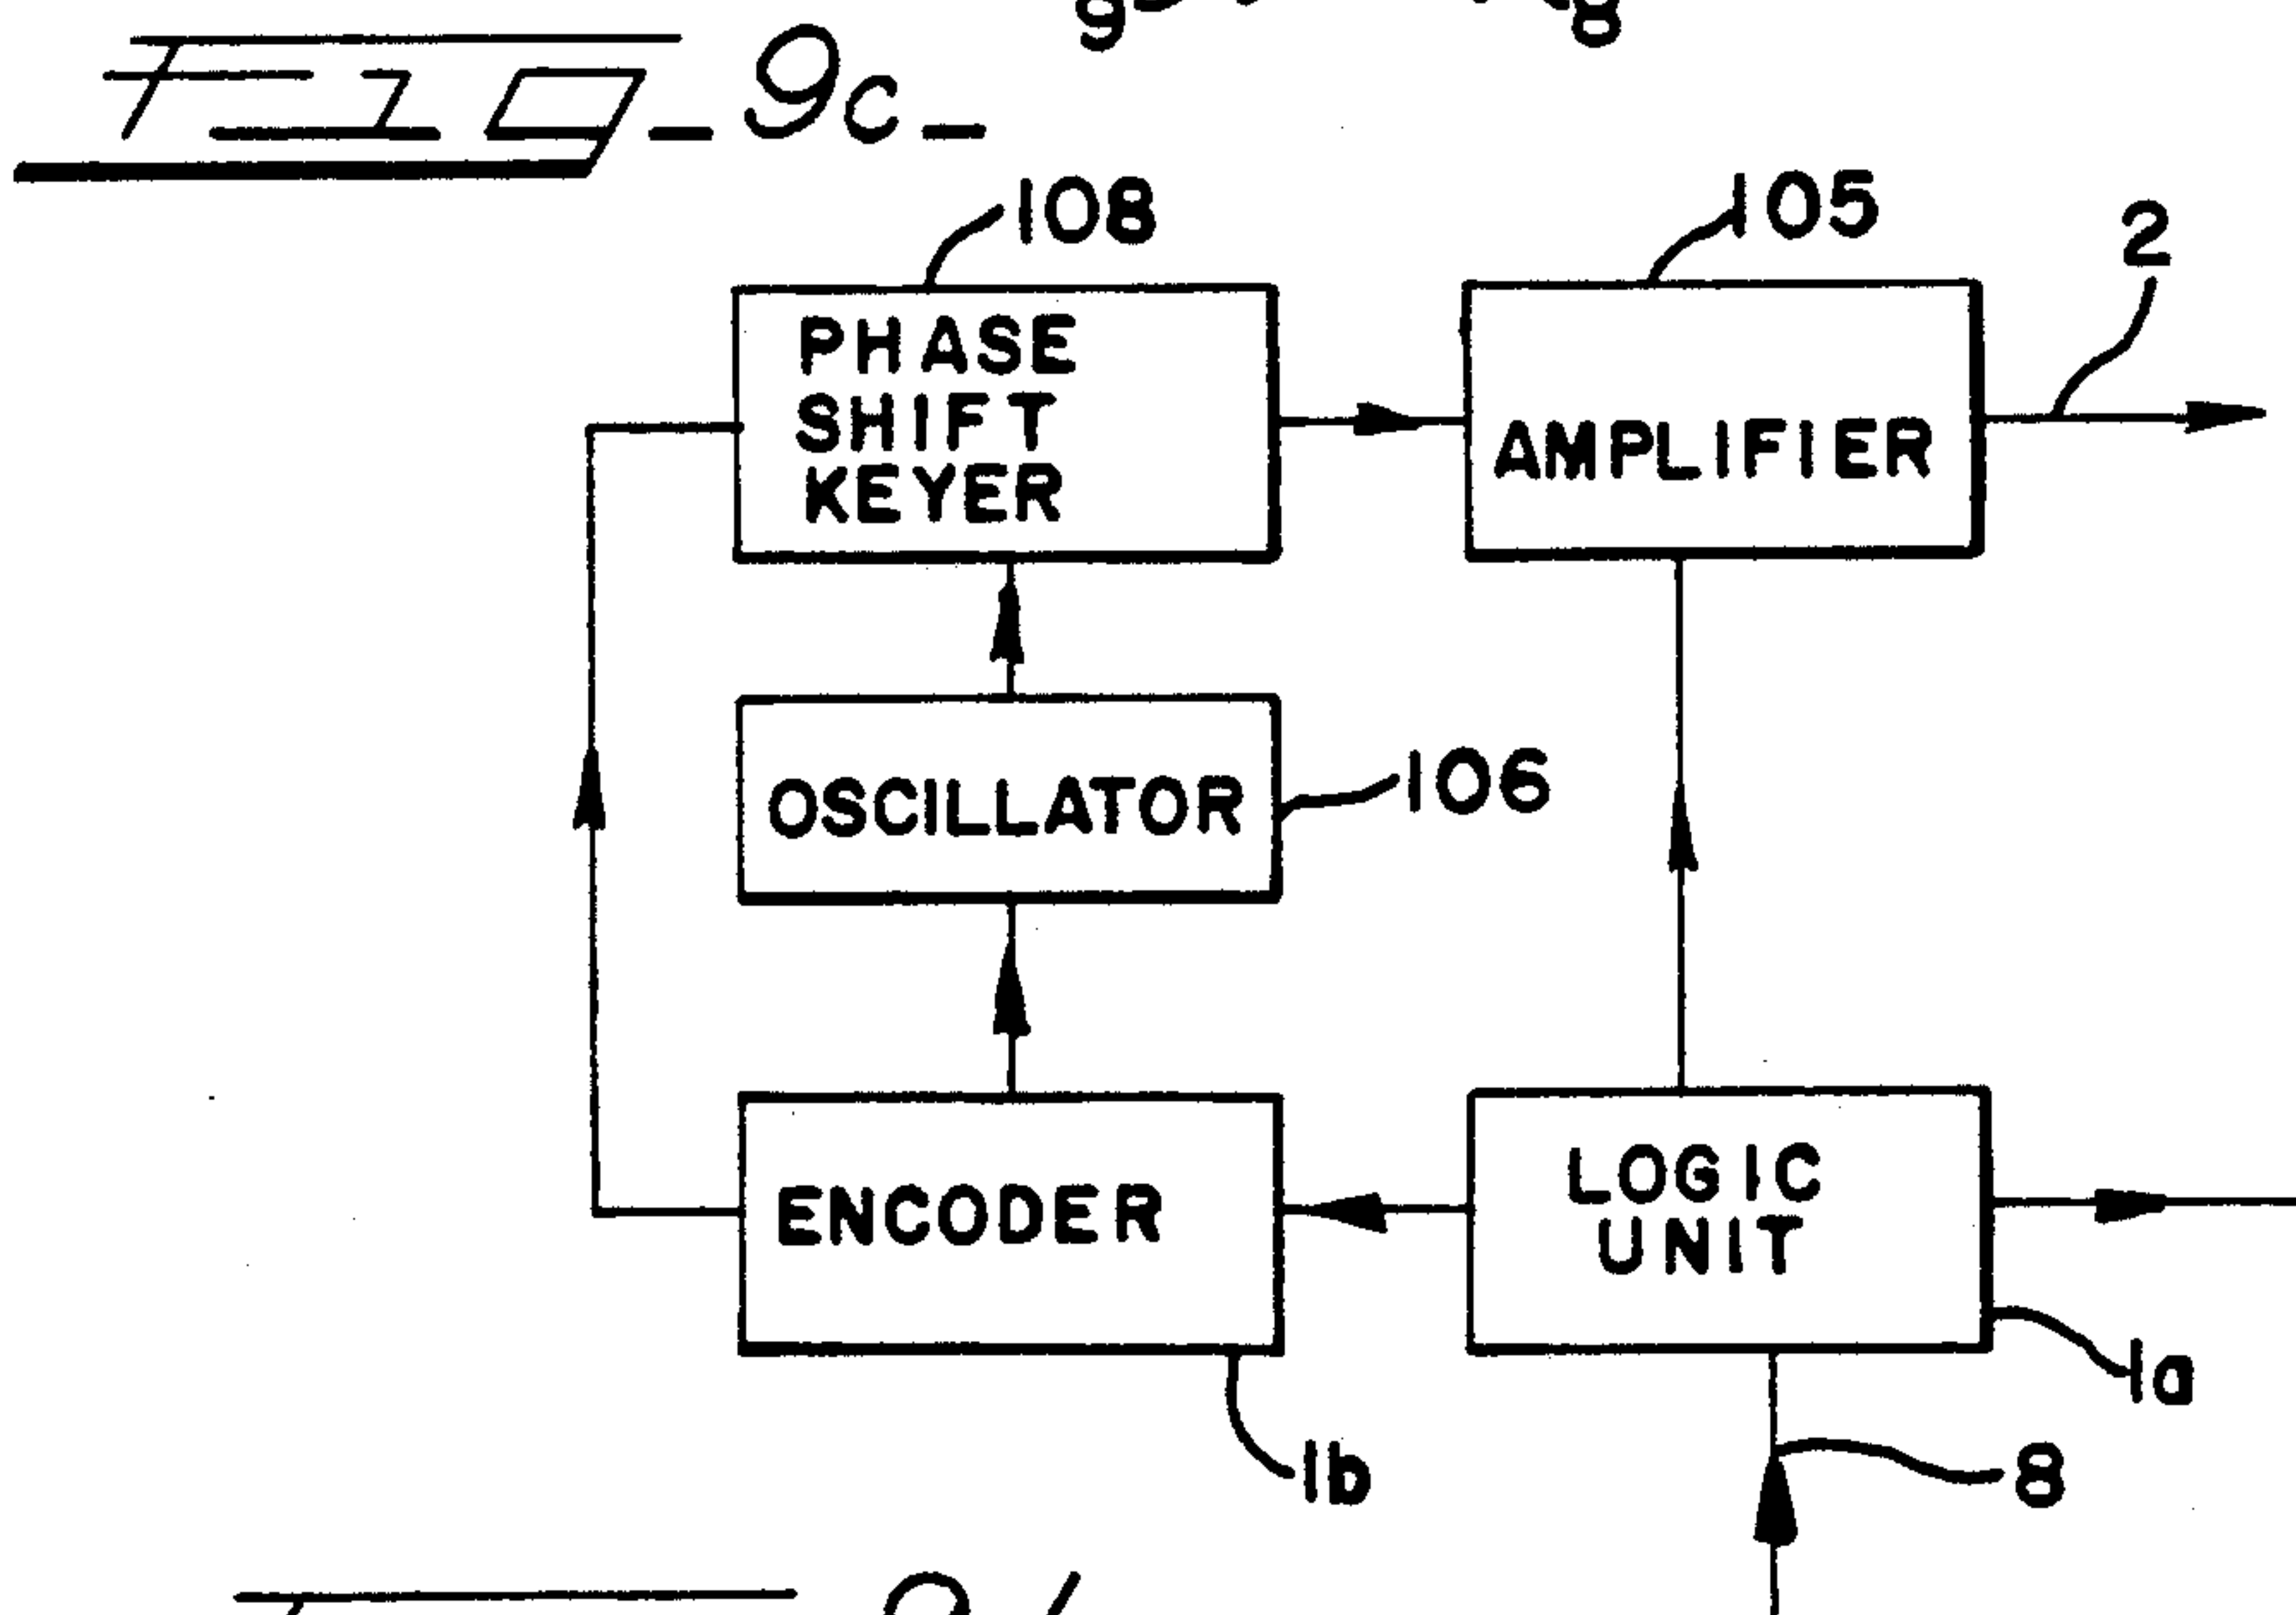 Fig_9c_
108
105
2
PHASE
SHIFT
KEYER
AMPLIFIER
OSCILLATOR
106
ENCODER
LOGIC
UNIT
1a
1b
8